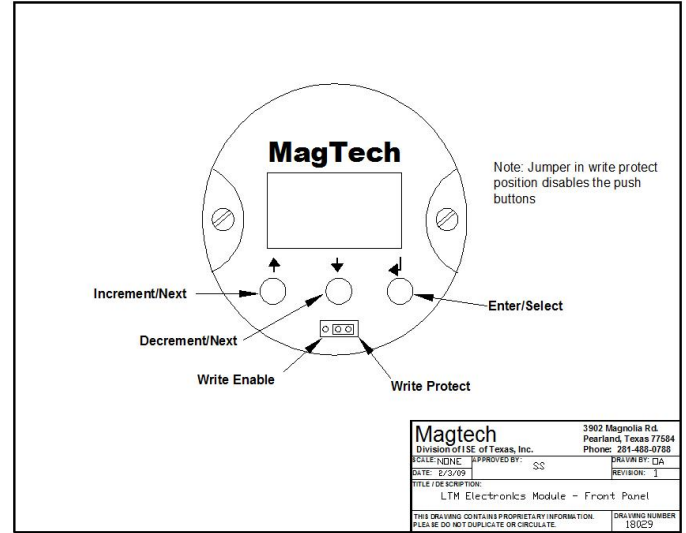 MagTech
Note: Jumper in write protect
position disables the push
buttons
Increment/Next
Enter/Select
Decrement/Next
Write Enable
Write Protect
Magtech
Division of ISE of Texas, Inc.
3902 Magnolia Rd.
Pearland, Texas 77584
Phone: 281-488-0788
SCALE: NONE
APPROVED BY: SS
DRAWN BY: OA
DATE: 2/3/09
REVISION: 1
TITLE / DESCRIPTION:
LTM Electronics Module - Front Panel
THIS DRAWING CONTAINS PROPRIETARY INFORMATION.
PLEASE DO NOT DUPLICATE OR CIRCULATE.
DRAWING NUMBER
18029